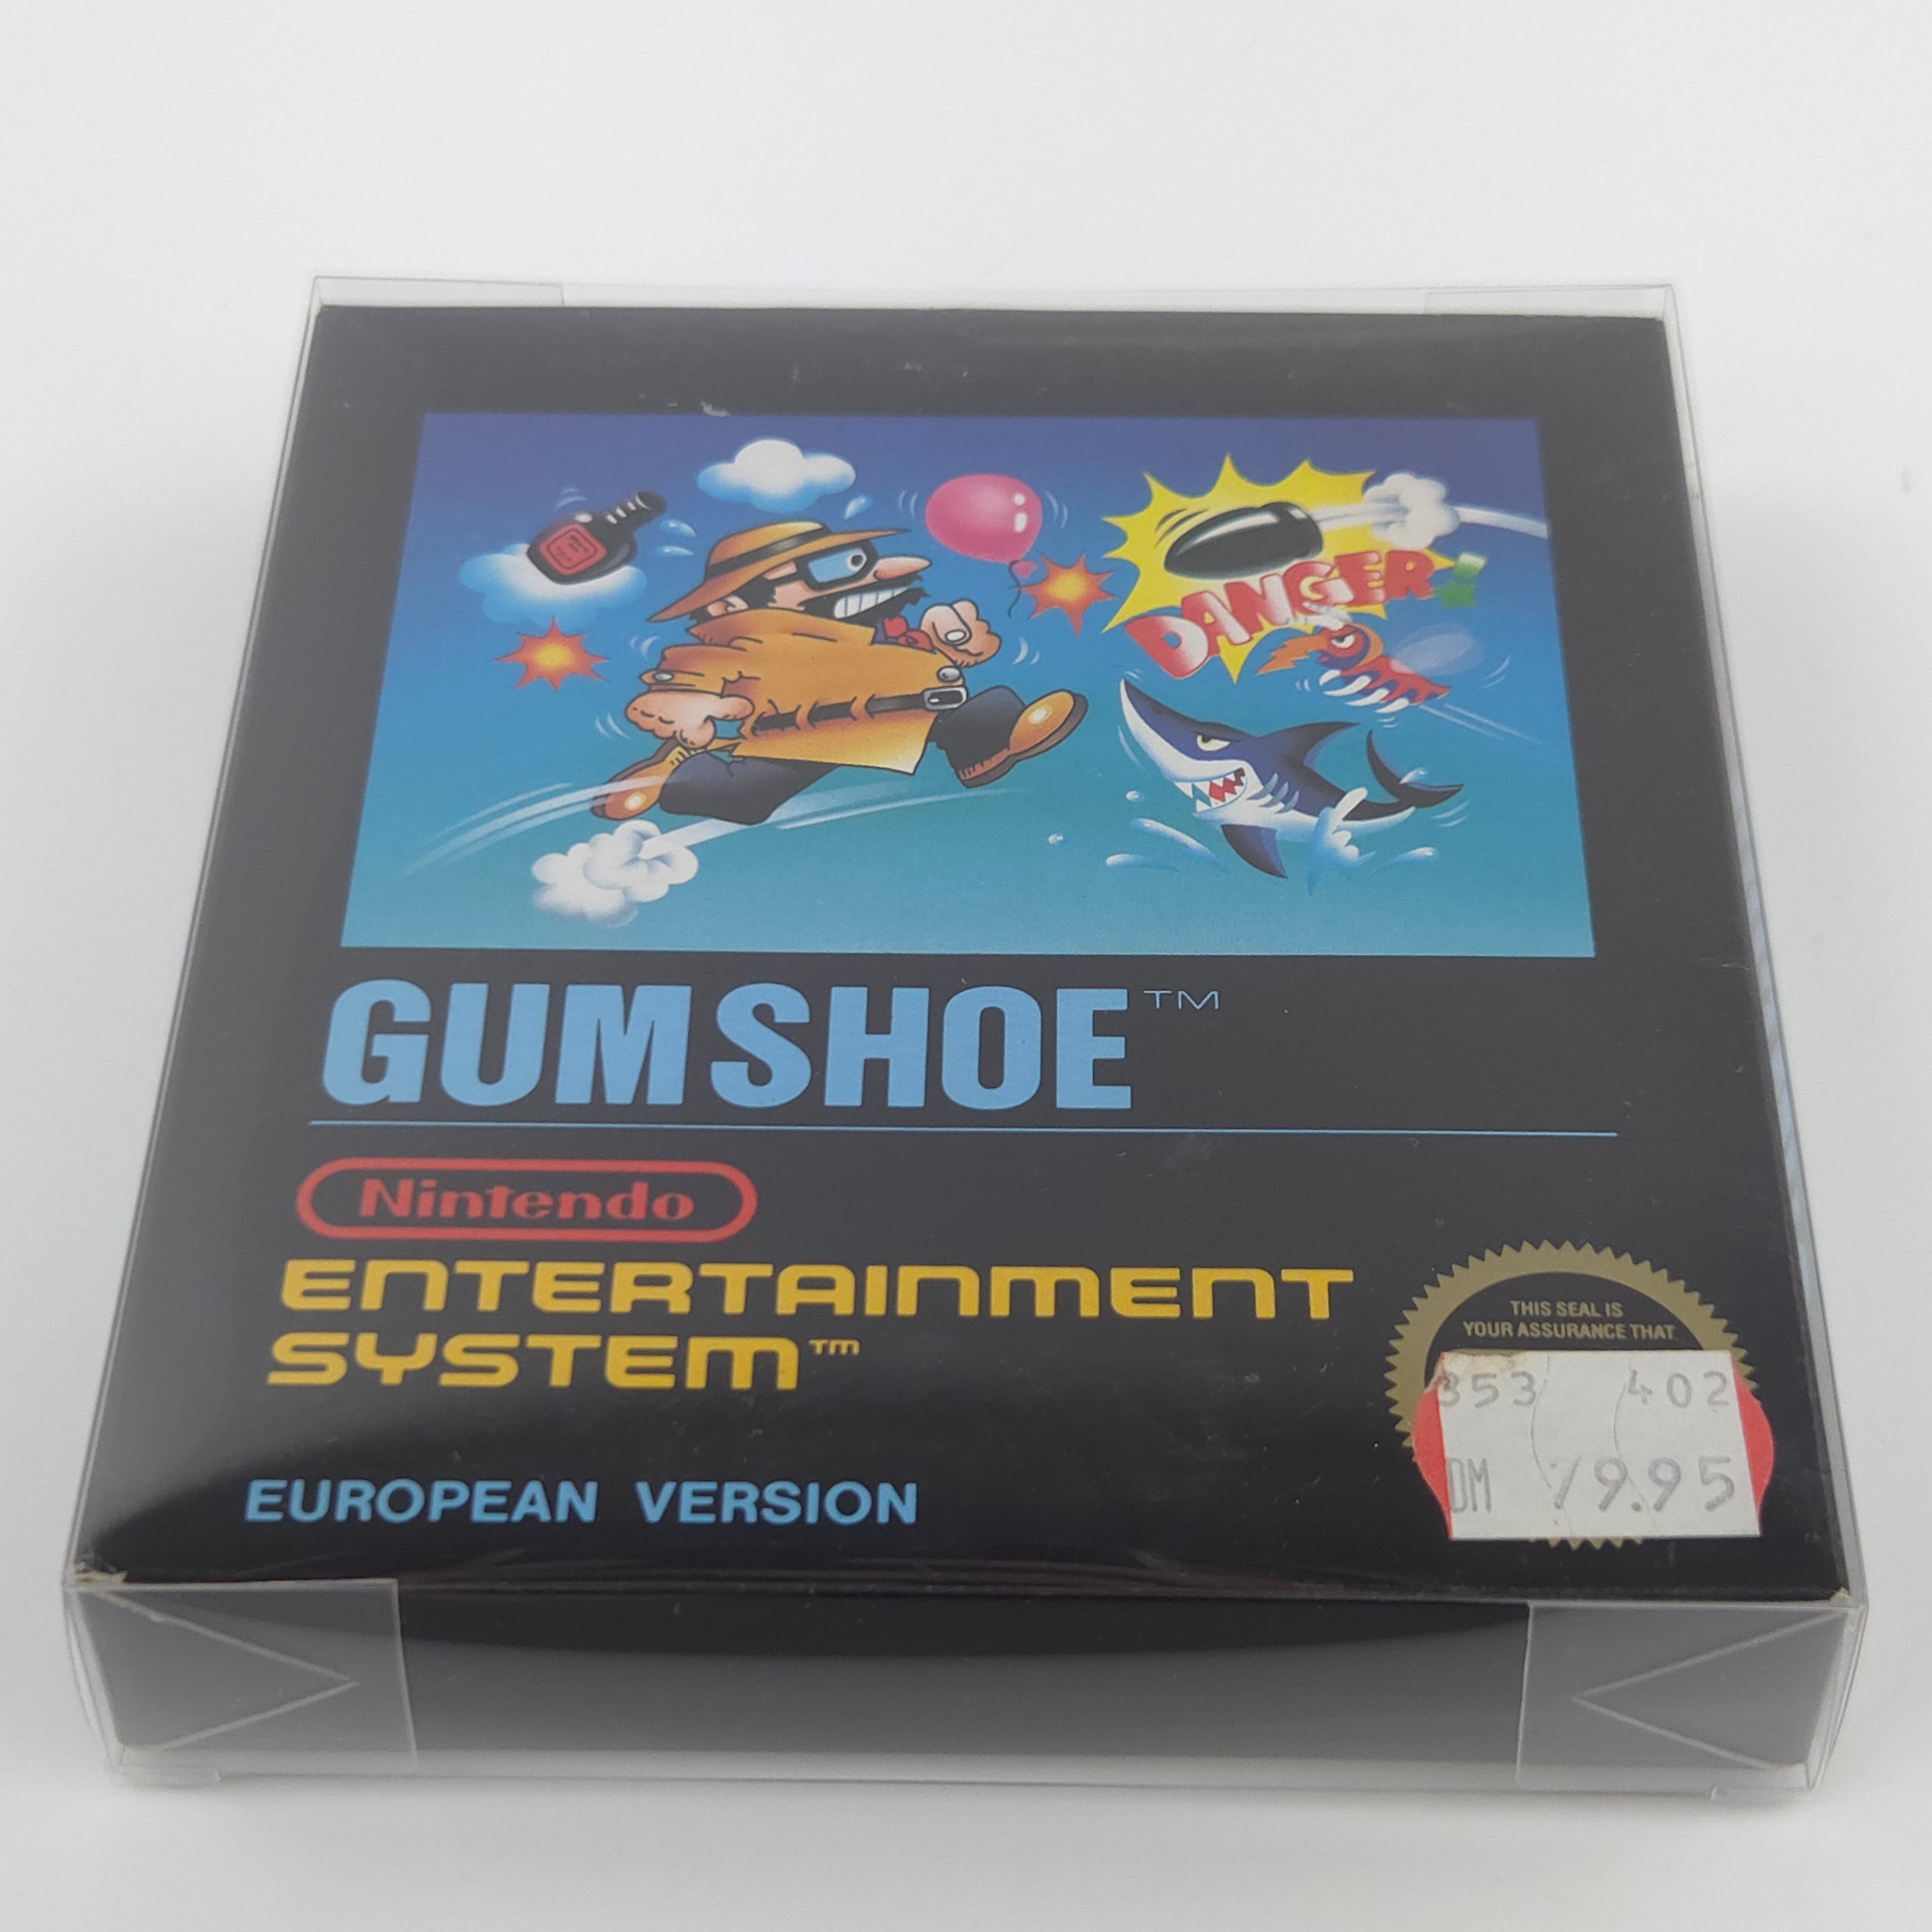 DANGER!
GUMSHOE™
Nintendo
ENTERTAINMENT
SYSTEM™
EUROPEAN VERSION
THIS SEAL IS
YOUR ASSURANCE THAT
353 402
DM 79.95